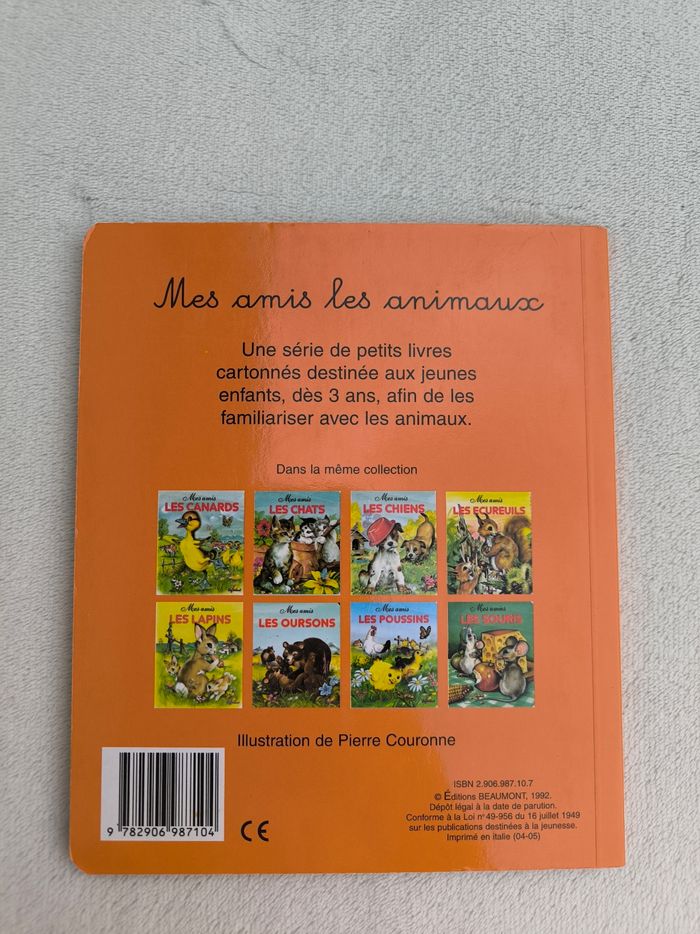 Mes amis les animaux
Une série de petits livres
cartonnés destinée aux jeunes
enfants, dès 3 ans, afin de les
familiariser avec les animaux.
Dans la même collection
Mes amis
LES CANARDS
Mes amis
LES CHATS
Mes amis
LES CHIENS
Mes amis
LES ECUREUILS
Mes amis
LES LAPINS
Mes amis
LES OURSONS
Mes amis
LES POUSSINS
Mes amies
LES SOURIS
Illustration de Pierre Couronne
9 782906 987104
CE
ISBN 2.906.987.10.7
© Éditions BEAUMONT, 1992.
Dépôt légal à la date de parution.
Conforme à la Loi n°49-956 du 16 juillet 1949
sur les publications destinées à la jeunesse.
Imprimé en italie (04-05)